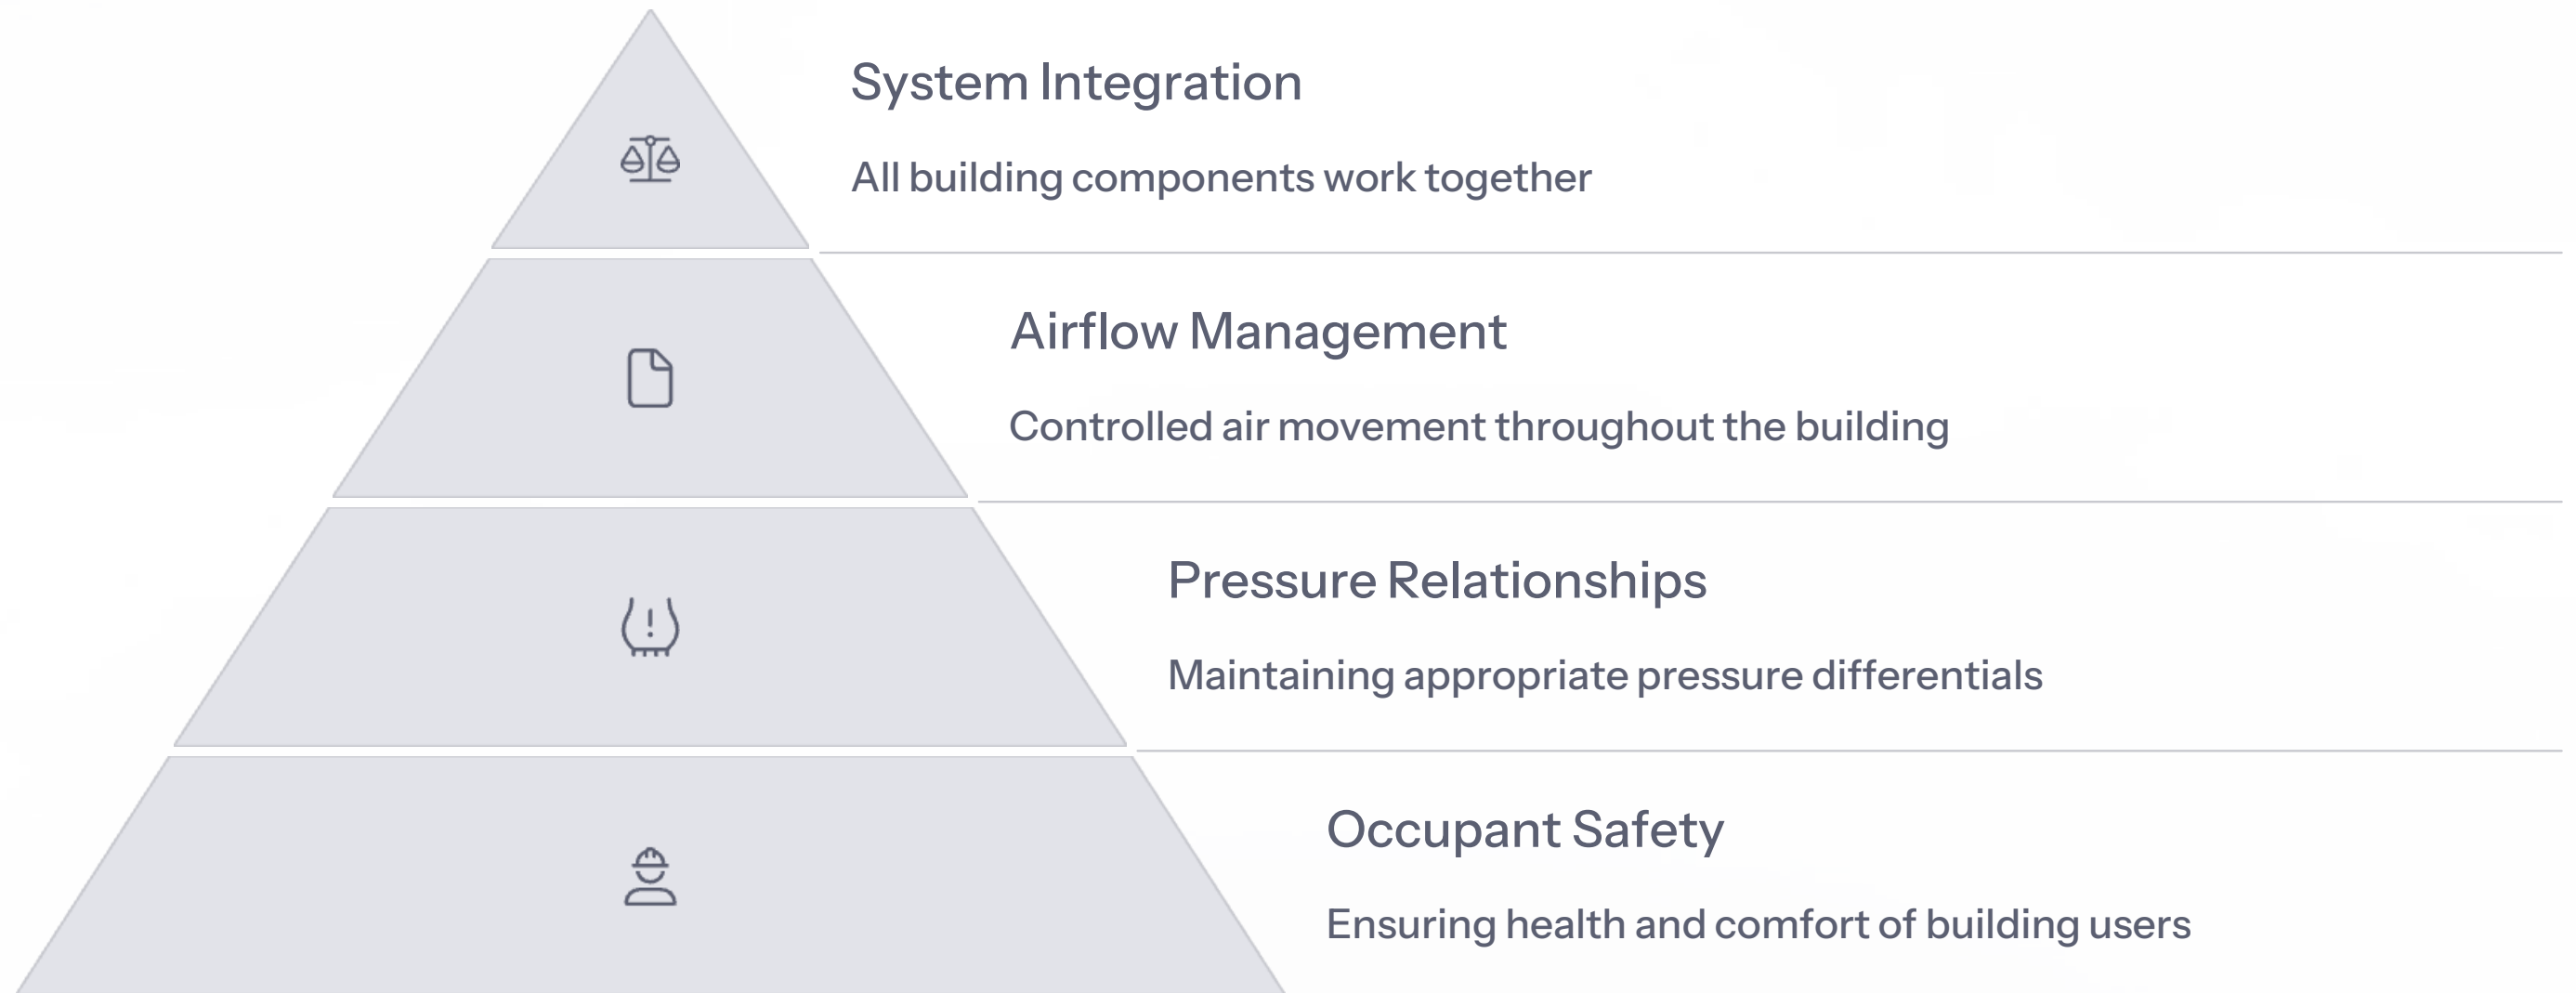 System Integration
All building components work together
Airflow Management
Controlled air movement throughout the building
Pressure Relationships
Maintaining appropriate pressure differentials
Occupant Safety
Ensuring health and comfort of building users